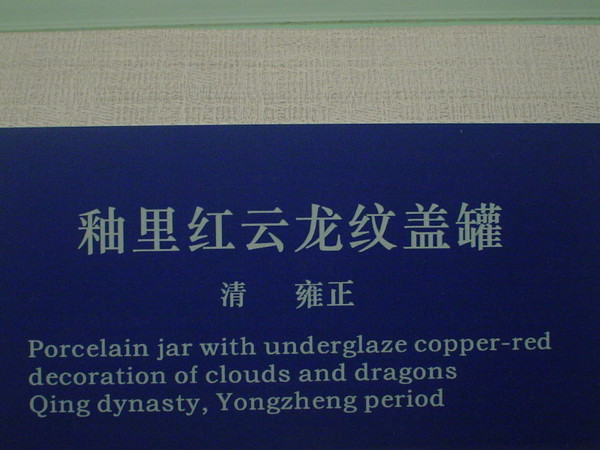 釉里红云龙纹盖罐
清 雍正
Porcelain jar with underglaze copper-red
decoration of clouds and dragons
Qing dynasty, Yongzheng period